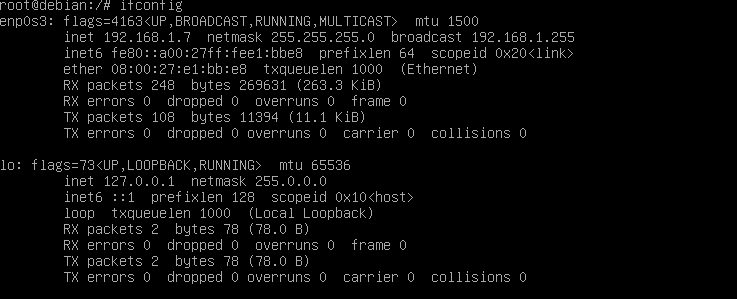 root@debian:/# ifconfig
enp0s3: flags=4163<UP,BROADCAST,RUNNING,MULTICAST>  mtu 1500
        inet 192.168.1.7  netmask 255.255.255.0  broadcast 192.168.1.255
        inet6 fe80::a00:27ff:fee1:bbe8  prefixlen 64  scopeid 0x20<link>
        ether 08:00:27:e1:bb:e8  txqueuelen 1000  (Ethernet)
        RX packets 248  bytes 269631 (263.3 KiB)
        RX errors 0  dropped 0  overruns 0  frame 0
        TX packets 108  bytes 11394 (11.1 KiB)
        TX errors 0  dropped 0 overruns 0  carrier 0  collisions 0

lo: flags=73<UP,LOOPBACK,RUNNING>  mtu 65536
        inet 127.0.0.1  netmask 255.0.0.0
        inet6 ::1  prefixlen 128  scopeid 0x10<host>
        loop  txqueuelen 1000  (Local Loopback)
        RX packets 2  bytes 78 (78.0 B)
        RX errors 0  dropped 0  overruns 0  frame 0
        TX packets 2  bytes 78 (78.0 B)
        TX errors 0  dropped 0 overruns 0  carrier 0  collisions 0